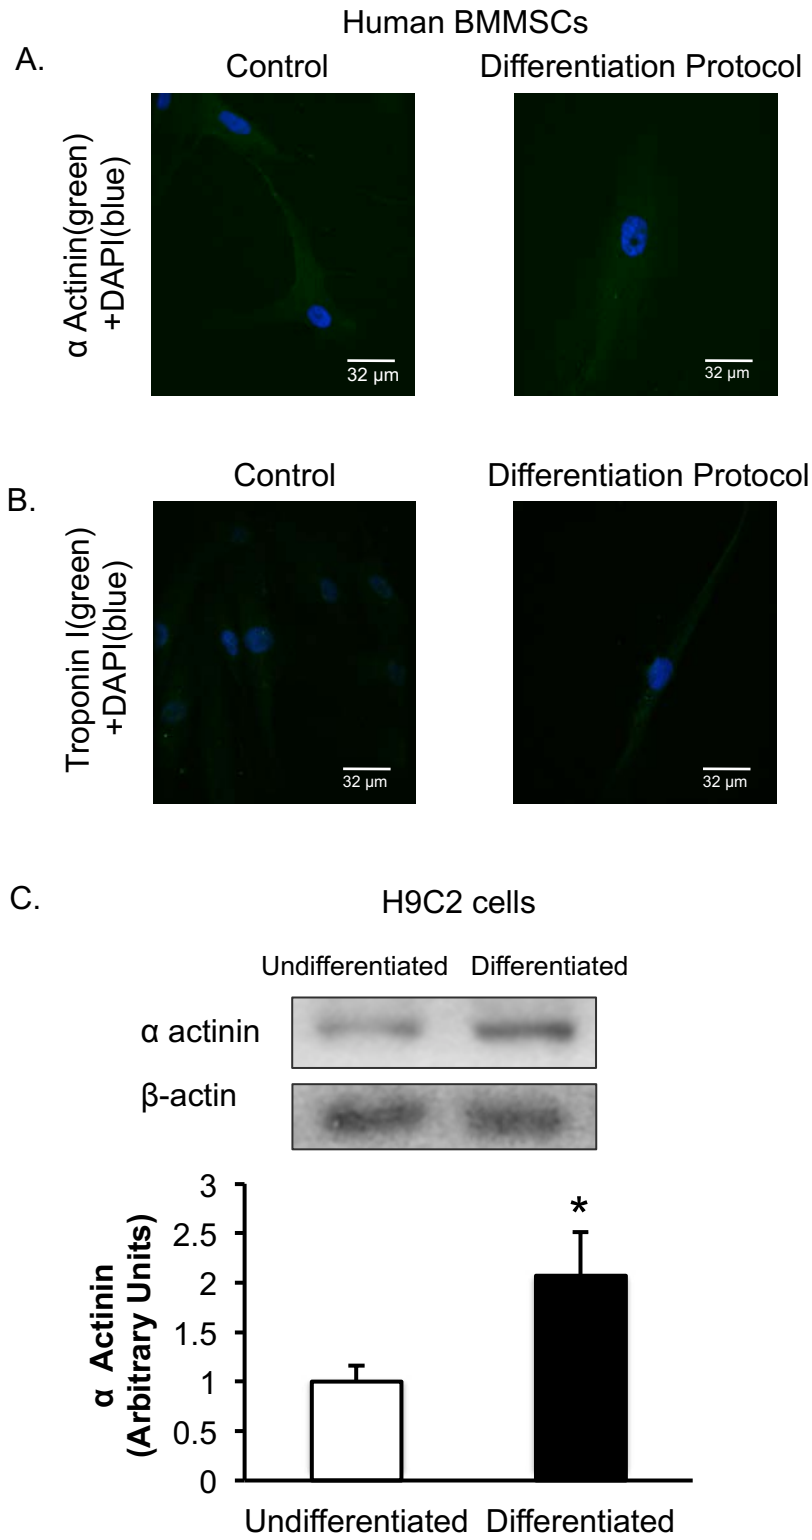 Human BMMSCs
A.
Control
Differentiation Protocol
α Actinin(green)
+DAPI(blue)
32 µm
32 µm
B.
Control
Differentiation Protocol
Troponin I(green)
+DAPI(blue)
32 µm
32 µm
C.
H9C2 cells
Undifferentiated
Differentiated
α actinin
β-actin
α Actinin
(Arbitrary Units)
3
2.5
2
1.5
1
0.5
0
*
Undifferentiated
Differentiated